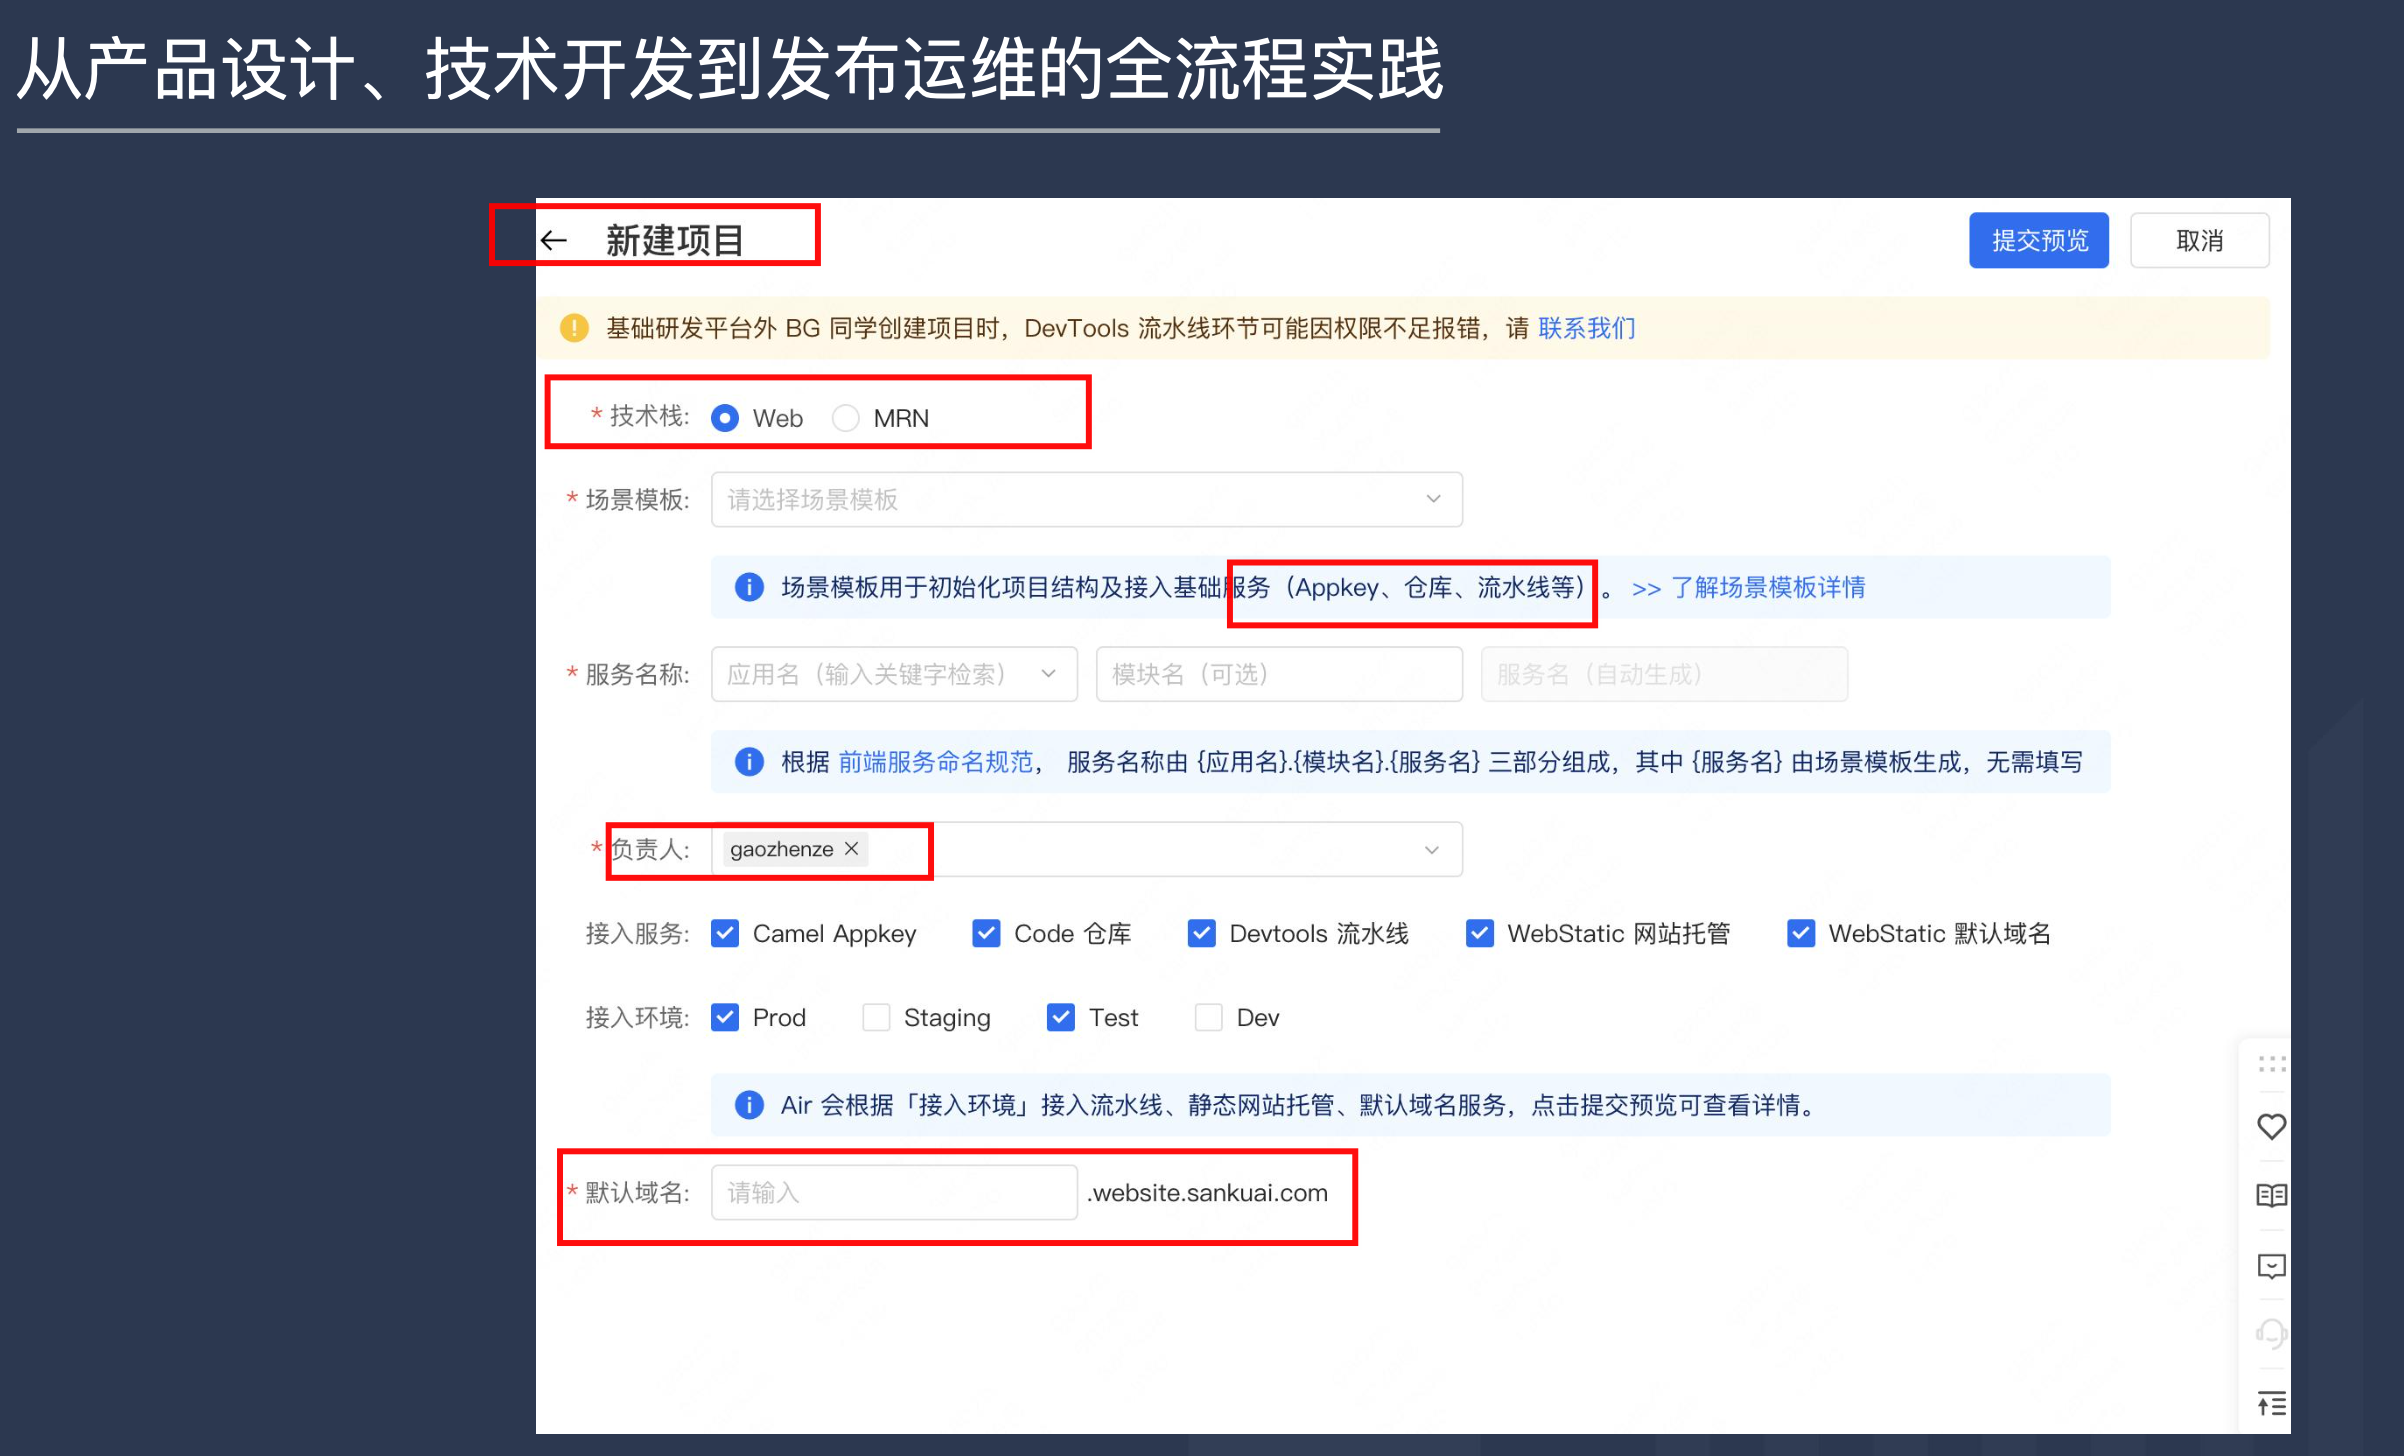 从产品设计、技术开发到发布运维的全流程实践
新建项目
提交预览 取消
基础研发平台外 BG 同学创建项目时，DevTools 流水线环节可能因权限不足报错，请 联系我们
* 技术栈: Web MRN
* 场景模板: 请选择场景模板
场景模板用于初始化项目结构及接入基础服务（Appkey、仓库、流水线等）。 >> 了解场景模板详情
* 服务名称: 应用名（输入关键字检索） 模块名（可选） 服务名（自动生成）
根据 前端服务命名规范， 服务名称由 {应用名}.{模块名}.{服务名} 三部分组成，其中 {服务名} 由场景模板生成，无需填写
* 负责人: gaozhenze ×
接入服务: Camel Appkey Code 仓库 Devtools 流水线 WebStatic 网站托管 WebStatic 默认域名
接入环境: Prod Staging Test Dev
Air 会根据「接入环境」接入流水线、静态网站托管、默认域名服务，点击提交预览可查看详情。
* 默认域名: 请输入 .website.sankuai.com